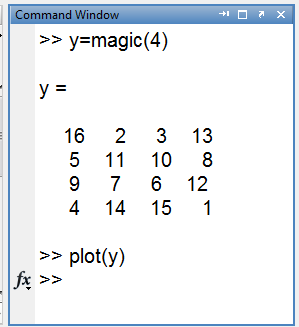 Command Window
>> y=magic(4)
y =
16 2 3 13
5 11 10 8
9 7 6 12
4 14 15 1
>> plot(y)
fx >>